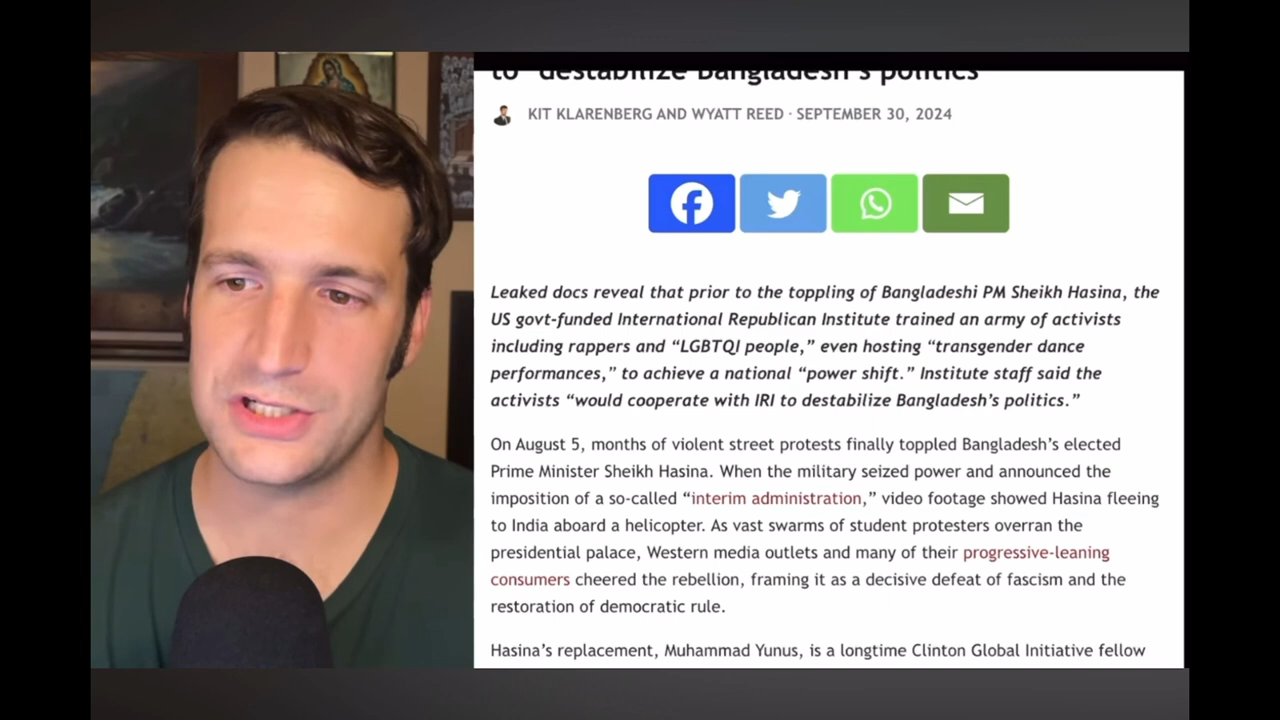 to "destabilize Bangladesh's politics"
KIT KLARENBERG AND WYATT REED · SEPTEMBER 30, 2024
Leaked docs reveal that prior to the toppling of Bangladeshi PM Sheikh Hasina, the
US govt-funded International Republican Institute trained an army of activists
including rappers and “LGBTQI people,” even hosting “transgender dance
performances,” to achieve a national “power shift.” Institute staff said the
activists “would cooperate with IRI to destabilize Bangladesh’s politics.”
On August 5, months of violent street protests finally toppled Bangladesh’s elected
Prime Minister Sheikh Hasina. When the military seized power and announced the
imposition of a so-called “interim administration,” video footage showed Hasina fleeing
to India aboard a helicopter. As vast swarms of student protesters overran the
presidential palace, Western media outlets and many of their progressive-leaning
consumers cheered the rebellion, framing it as a decisive defeat of fascism and the
restoration of democratic rule.
Hasina’s replacement, Muhammad Yunus, is a longtime Clinton Global Initiative fellow